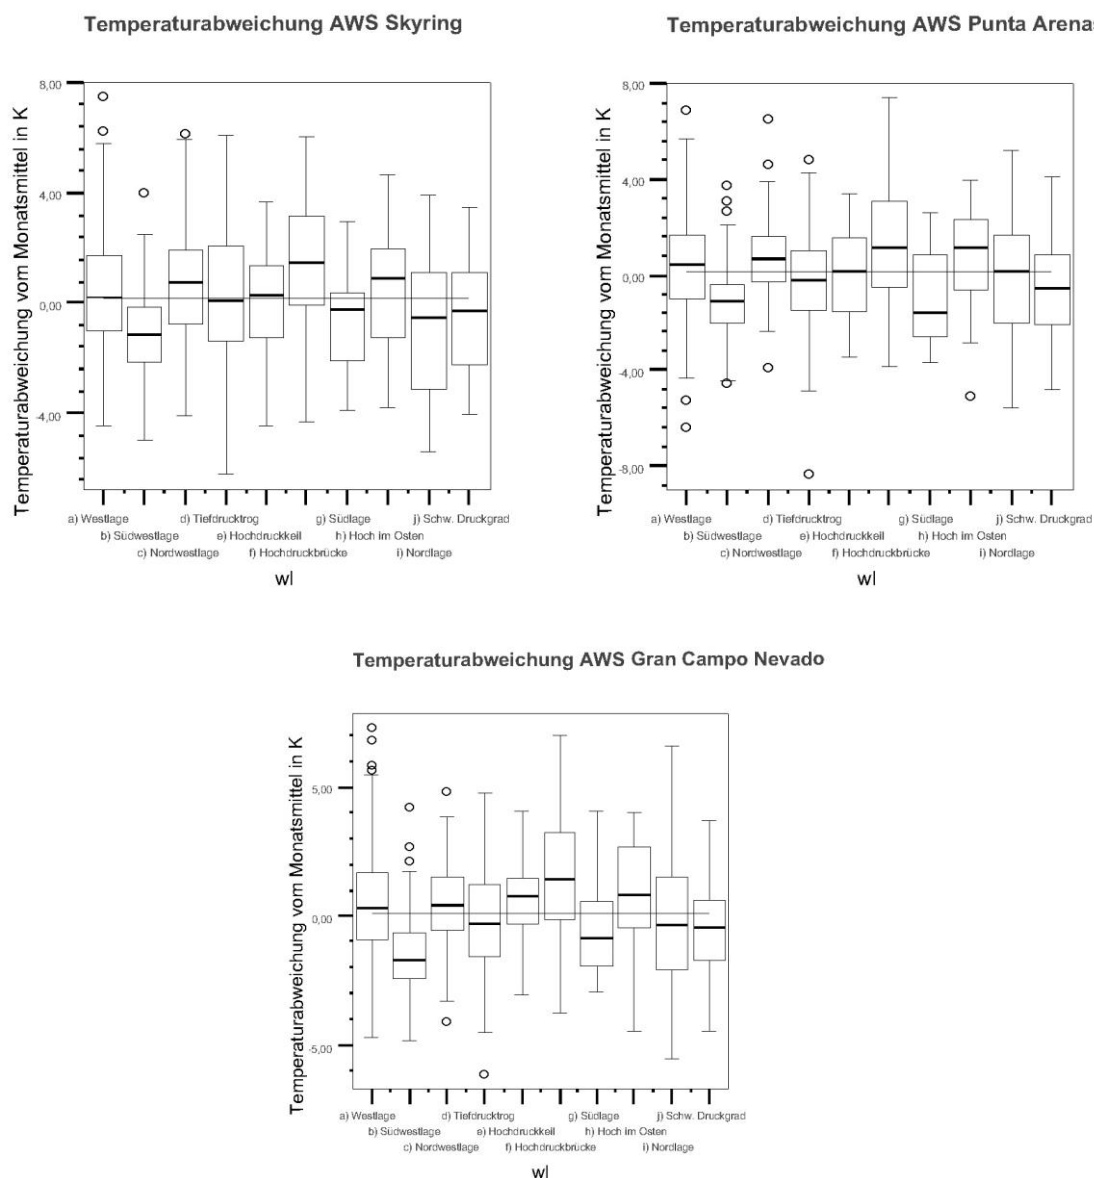 Temperaturabweichung AWS Skyring
Temperaturabweichung vom Monatsmittel in K
8,00
4,00
0,00
-4,00
a) Westlage
d) Tiefdrucktrog
g) Südlage
j) Schw. Druckgrad
b) Südwestlage
e) Hochdruckkeil
h) Hoch im Osten
c) Nordwestlage
f) Hochdruckbrücke
i) Nordlage
wl
Temperaturabweichung AWS Punta Arenas
Temperaturabweichung vom Monatsmittel in K
8,00
4,00
0,00
-4,00
-8,00
a) Westlage
d) Tiefdrucktrog
g) Südlage
j) Schw. Druckgrad
b) Südwestlage
e) Hochdruckkeil
h) Hoch im Osten
c) Nordwestlage
f) Hochdruckbrücke
i) Nordlage
wl
Temperaturabweichung AWS Gran Campo Nevado
Temperaturabweichung vom Monatsmittel in K
5,00
0,00
-5,00
a) Westlage
d) Tiefdrucktrog
g) Südlage
j) Schw. Druckgrad
b) Südwestlage
e) Hochdruckkeil
h) Hoch im Osten
c) Nordwestlage
f) Hochdruckbrücke
i) Nordlage
wl